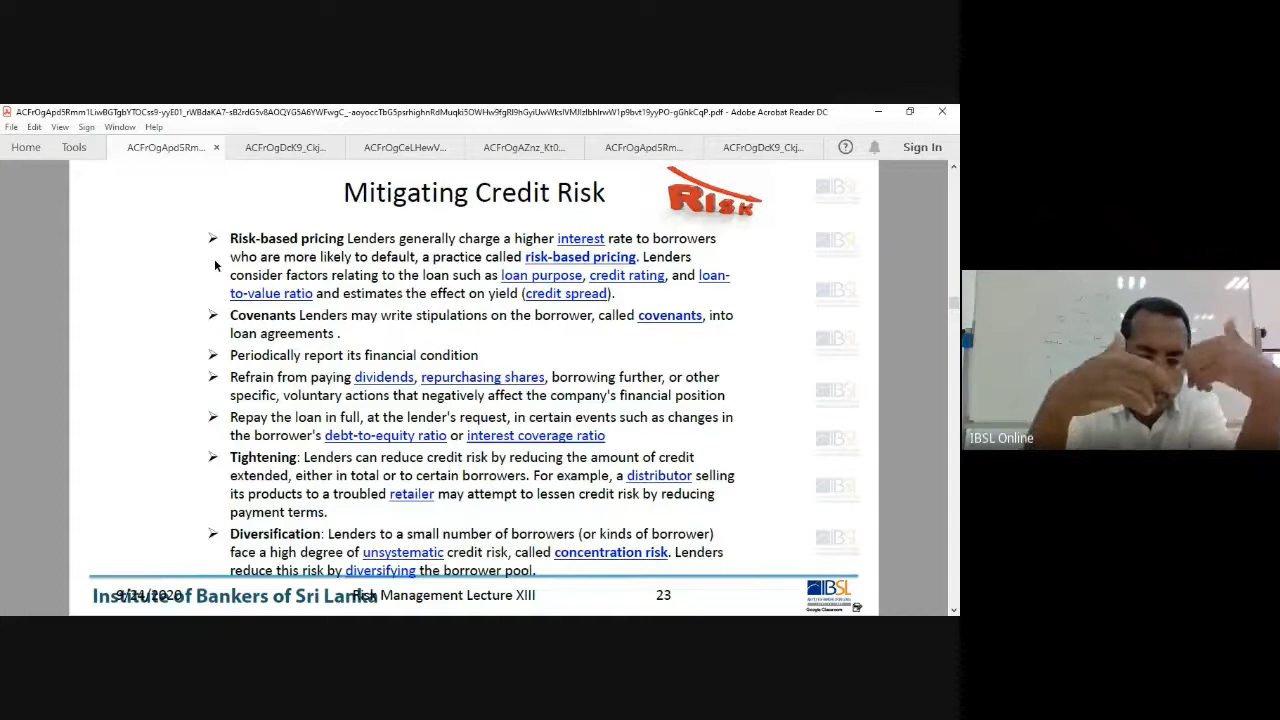 ACFrOgApd5Rmm1LiwBGTgbYTOCss9-yyE01_rWBdaKA7-sB2rdG5v8AOQYG5A6YWFwgC_-aoyoccTbG5psrhighnRdMuqki5OWHw9fgRl9hGyiUwWksIVMJlzlbhlnwW1p9bvt19yyPO-gGhkCqP.pdf - Adobe Acrobat Reader DC
File Edit View Sign Window Help
Home Tools ACFrOgApd5Rm... × ACFrOgDcK9_Ckj... ACFrOgCeLHewV... ACFrOgAZnz_Kt0... ACFrOgApd5Rm... ACFrOgDcK9_Ckj... Sign In
Mitigating Credit Risk
RISK
Risk-based pricing Lenders generally charge a higher interest rate to borrowers
who are more likely to default, a practice called risk-based pricing. Lenders
consider factors relating to the loan such as loan purpose, credit rating, and loan-
to-value ratio and estimates the effect on yield (credit spread).
Covenants Lenders may write stipulations on the borrower, called covenants, into
loan agreements .
Periodically report its financial condition
Refrain from paying dividends, repurchasing shares, borrowing further, or other
specific, voluntary actions that negatively affect the company's financial position
Repay the loan in full, at the lender's request, in certain events such as changes in
the borrower's debt-to-equity ratio or interest coverage ratio
Tightening: Lenders can reduce credit risk by reducing the amount of credit
extended, either in total or to certain borrowers. For example, a distributor selling
its products to a troubled retailer may attempt to lessen credit risk by reducing
payment terms.
Diversification: Lenders to a small number of borrowers (or kinds of borrower)
face a high degree of unsystematic credit risk, called concentration risk. Lenders
reduce this risk by diversifying the borrower pool.
Institute of Bankers of Sri Lanka
9/24/2020 Risk Management Lecture XIII 23
IBSL
Google Classroom
IBSL Online